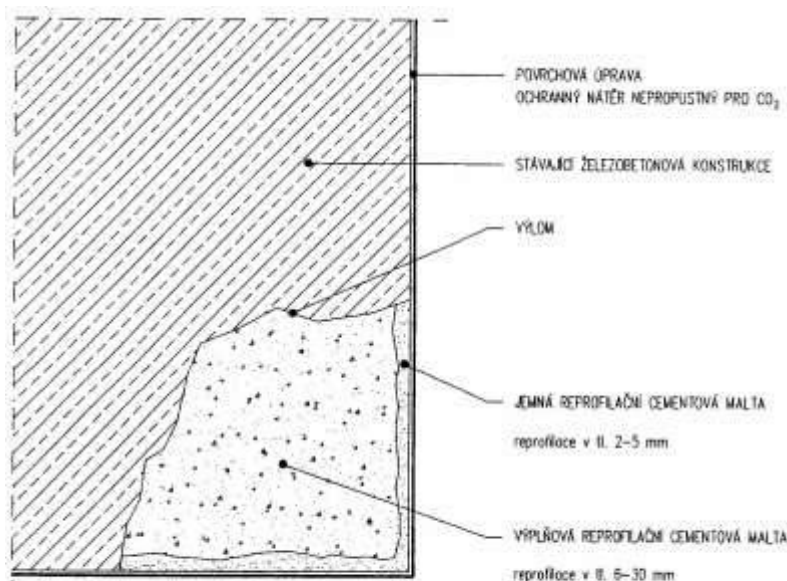 POVRCHOVÁ ÚPRAVA
OCHRANNÝ NÁTĚR NEPROPUSTNÝ PRO CO₂
STÁVAJÍCÍ ŽELEZOBETONOVÁ KONSTRUKCE
VÝLOM
JEMNÁ REPROFILAČNÍ CEMENTOVÁ MALTA
reprofilace v tl. 2-5 mm
VÝPLŇOVÁ REPROFILAČNÍ CEMENTOVÁ MALTA
reprofilace v tl. 6-30 mm